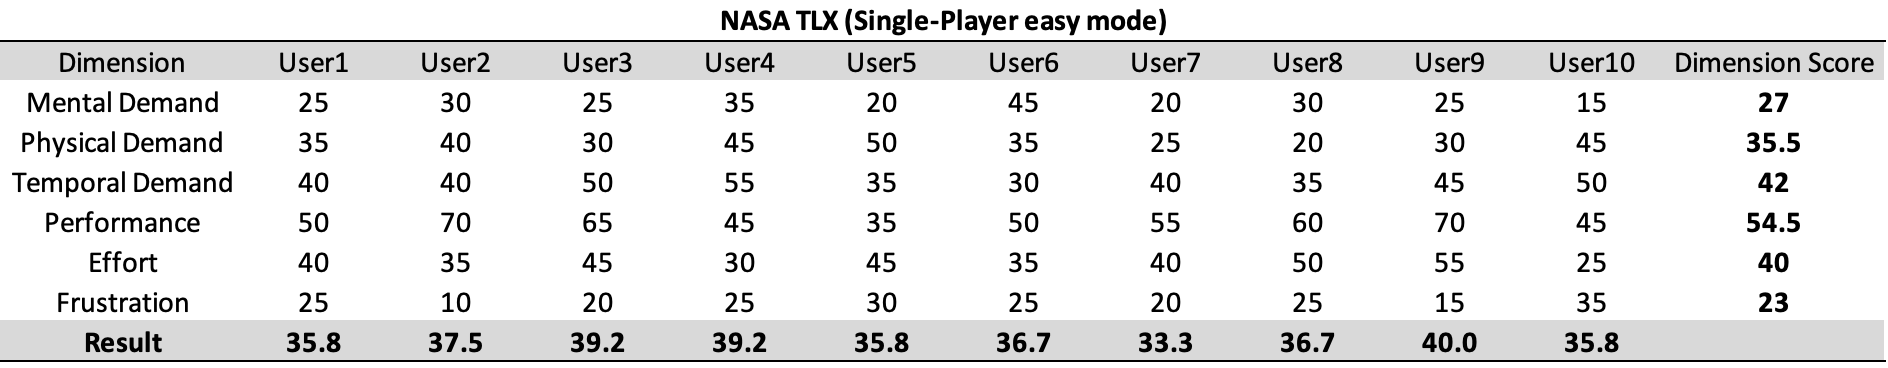 NASA TLX (Single-Player easy mode)
Dimension User1 User2 User3 User4 User5 User6 User7 User8 User9 User10 Dimension Score
Mental Demand 25 30 25 35 20 45 20 30 25 15 27
Physical Demand 35 40 30 45 50 35 25 20 30 45 35.5
Temporal Demand 40 40 50 55 35 30 40 35 45 50 42
Performance 50 70 65 45 35 50 55 60 70 45 54.5
Effort 40 35 45 30 45 35 40 50 55 25 40
Frustration 25 10 20 25 30 25 20 25 15 35 23
Result 35.8 37.5 39.2 39.2 35.8 36.7 33.3 36.7 40.0 35.8